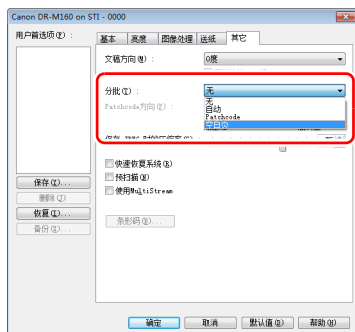 Canon DR-M160 on STI - 0000
用户首选项(F) :
基本 亮度 图像处理 送纸 其它
文稿方向(W) : 0度
分批(T) : 无
Patchcode方向(P) :
无
自动
Patchcode
空白页
快速恢复系统(R)
预扫描(H)
使用MultiStream
条形码(B)...
保存(I)...
删除(J)
恢复(L)...
备份(K)...
确定 取消 默认值(D) 帮助(H)